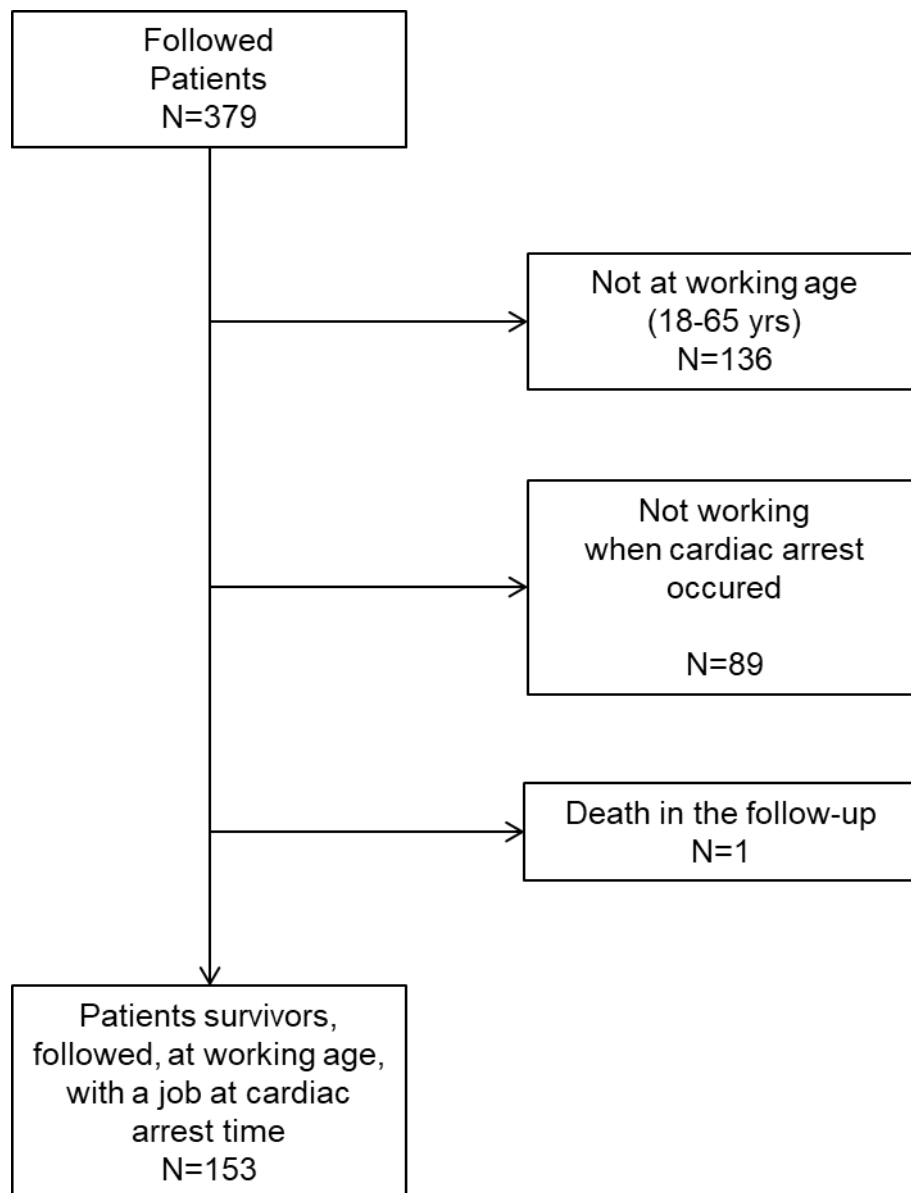 Followed
Patients
N=379
Not at working age
(18-65 yrs)
N=136
Not working
when cardiac arrest
occured
N=89
Death in the follow-up
N=1
Patients survivors,
followed, at working age,
with a job at cardiac
arrest time
N=153